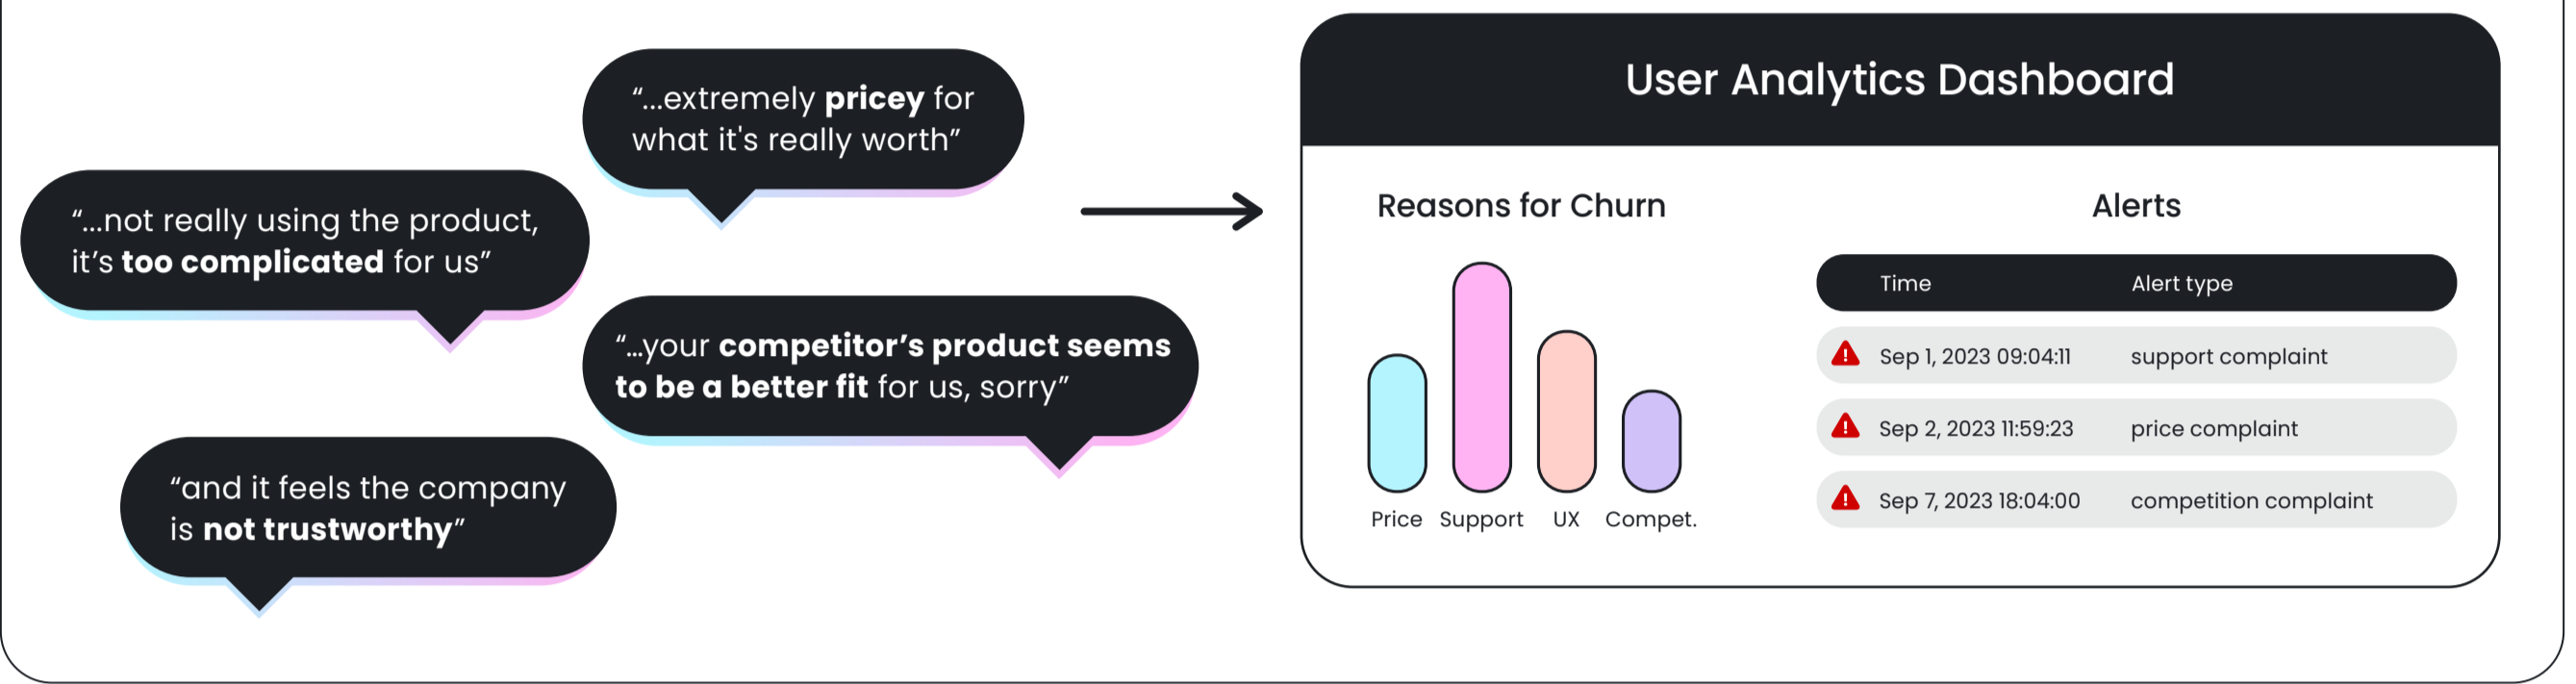 “...extremely pricey for
what it's really worth”
“...not really using the product,
it’s too complicated for us”
“...your competitor’s product seems
to be a better fit for us, sorry”
“and it feels the company
is not trustworthy”
User Analytics Dashboard
Reasons for Churn
Price Support UX Compet.
Alerts
Time Alert type
Sep 1, 2023 09:04:11 support complaint
Sep 2, 2023 11:59:23 price complaint
Sep 7, 2023 18:04:00 competition complaint